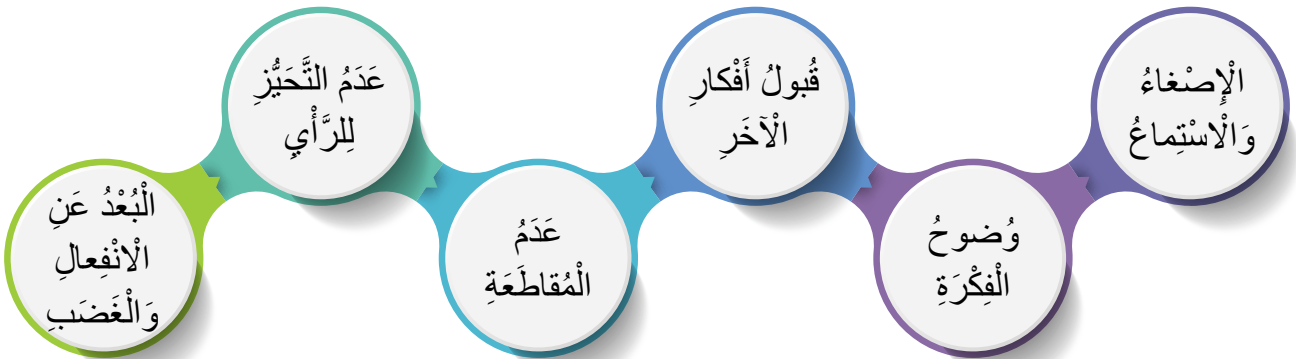 الْإِصْغاءُ
وَالْاسْتِماعُ
وُضوحُ
الْفِكْرَةِ
قُبولُ أَفْكارِ
الْآخَرِ
عَدَمُ
الْمُقاطَعَةِ
عَدَمُ التَّحَيُّزِ
لِلرَّأْيِ
الْبُعْدُ عَنِ
الْانْفِعالِ
وَالْغَضَبِ